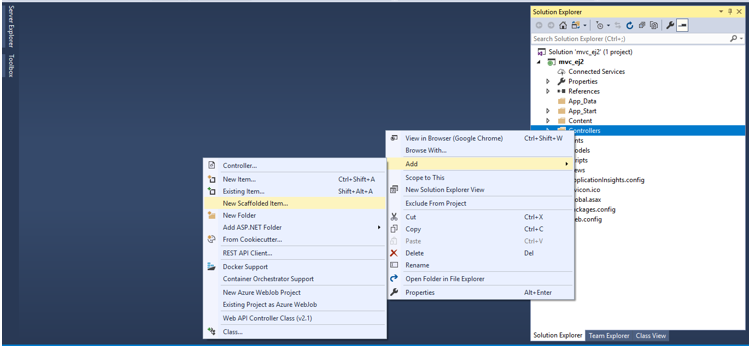 Server Explorer
Toolbox
Solution Explorer
Search Solution Explorer (Ctrl+;)
Solution 'mvc_ej2' (1 project)
mvc_ej2
Connected Services
Properties
References
App_Data
App_Start
Content
Controllers
View in Browser (Google Chrome) Ctrl+Shift+W
Browse With...
Add
Scope to This
New Solution Explorer View
Exclude From Project
Cut Ctrl+X
Copy Ctrl+C
Paste Ctrl+V
Delete Del
Rename
Open Folder in File Explorer
Properties Alt+Enter
Controller...
New Item... Ctrl+Shift+A
Existing Item... Shift+Alt+A
New Scaffolded Item...
New Folder
Add ASP.NET Folder
From Cookiecutter...
REST API Client...
Docker Support
Container Orchestrator Support
New Azure WebJob Project
Existing Project as Azure WebJob
Web API Controller Class (v2.1)
Class...
nts
odels
ripts
ews
pplicationInsights.config
vicon.ico
obal.asax
ckages.config
eb.config
Solution Explorer Team Explorer Class View